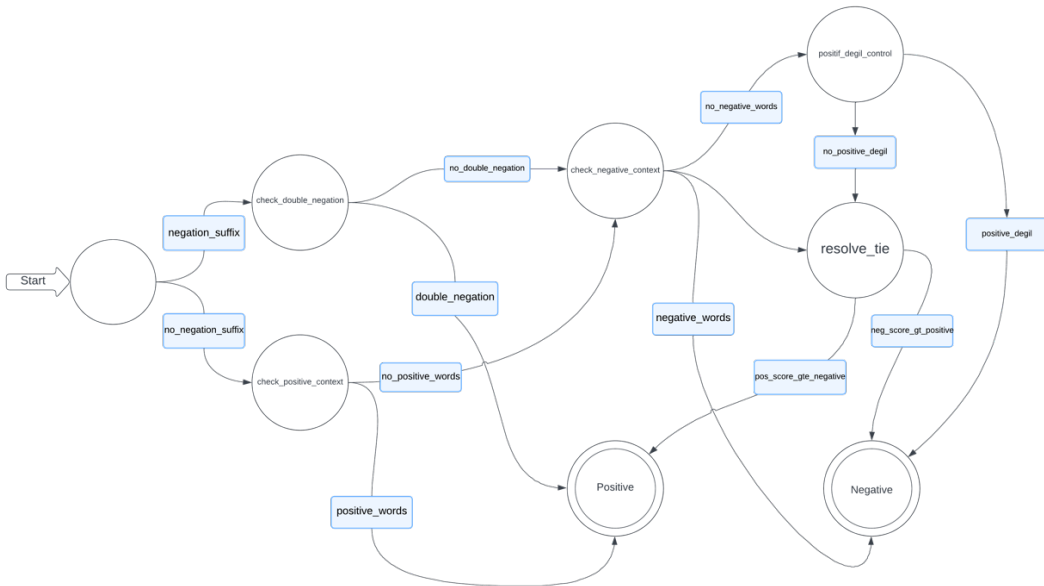 positif_degil_control
no_negative_words
no_positive_degil
no_double_negation
check_negative_context
check_double_negation
negation_suffix
positive_degil
resolve_tie
Start
double_negation
negative_words
no_negation_suffix
neg_score_gt_positive
check_positive_context
no_positive_words
pos_score_gte_negative
Positive
Negative
positive_words